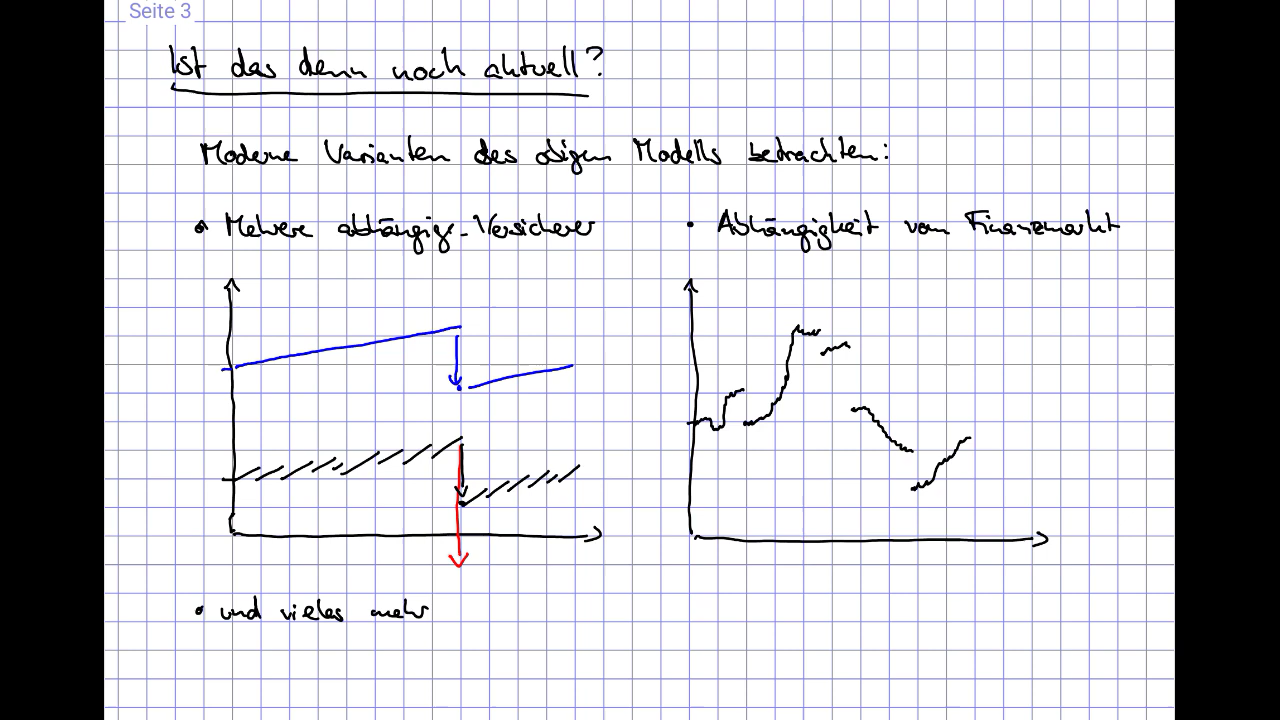 Seite 3
Ist das denn noch aktuell?
Moderne Varianten des obigen Modells betrachten:
• Mehrere abhängige Versicherer
• Abhängigkeit vom Finanzmarkt
• und vieles mehr